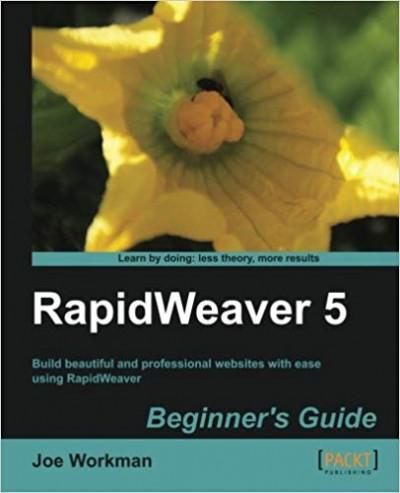 Learn by doing: less theory, more results
RapidWeaver 5
Build beautiful and professional websites with ease
using RapidWeaver
Beginner's Guide
Joe Workman
[PACKT]
PUBLISHING